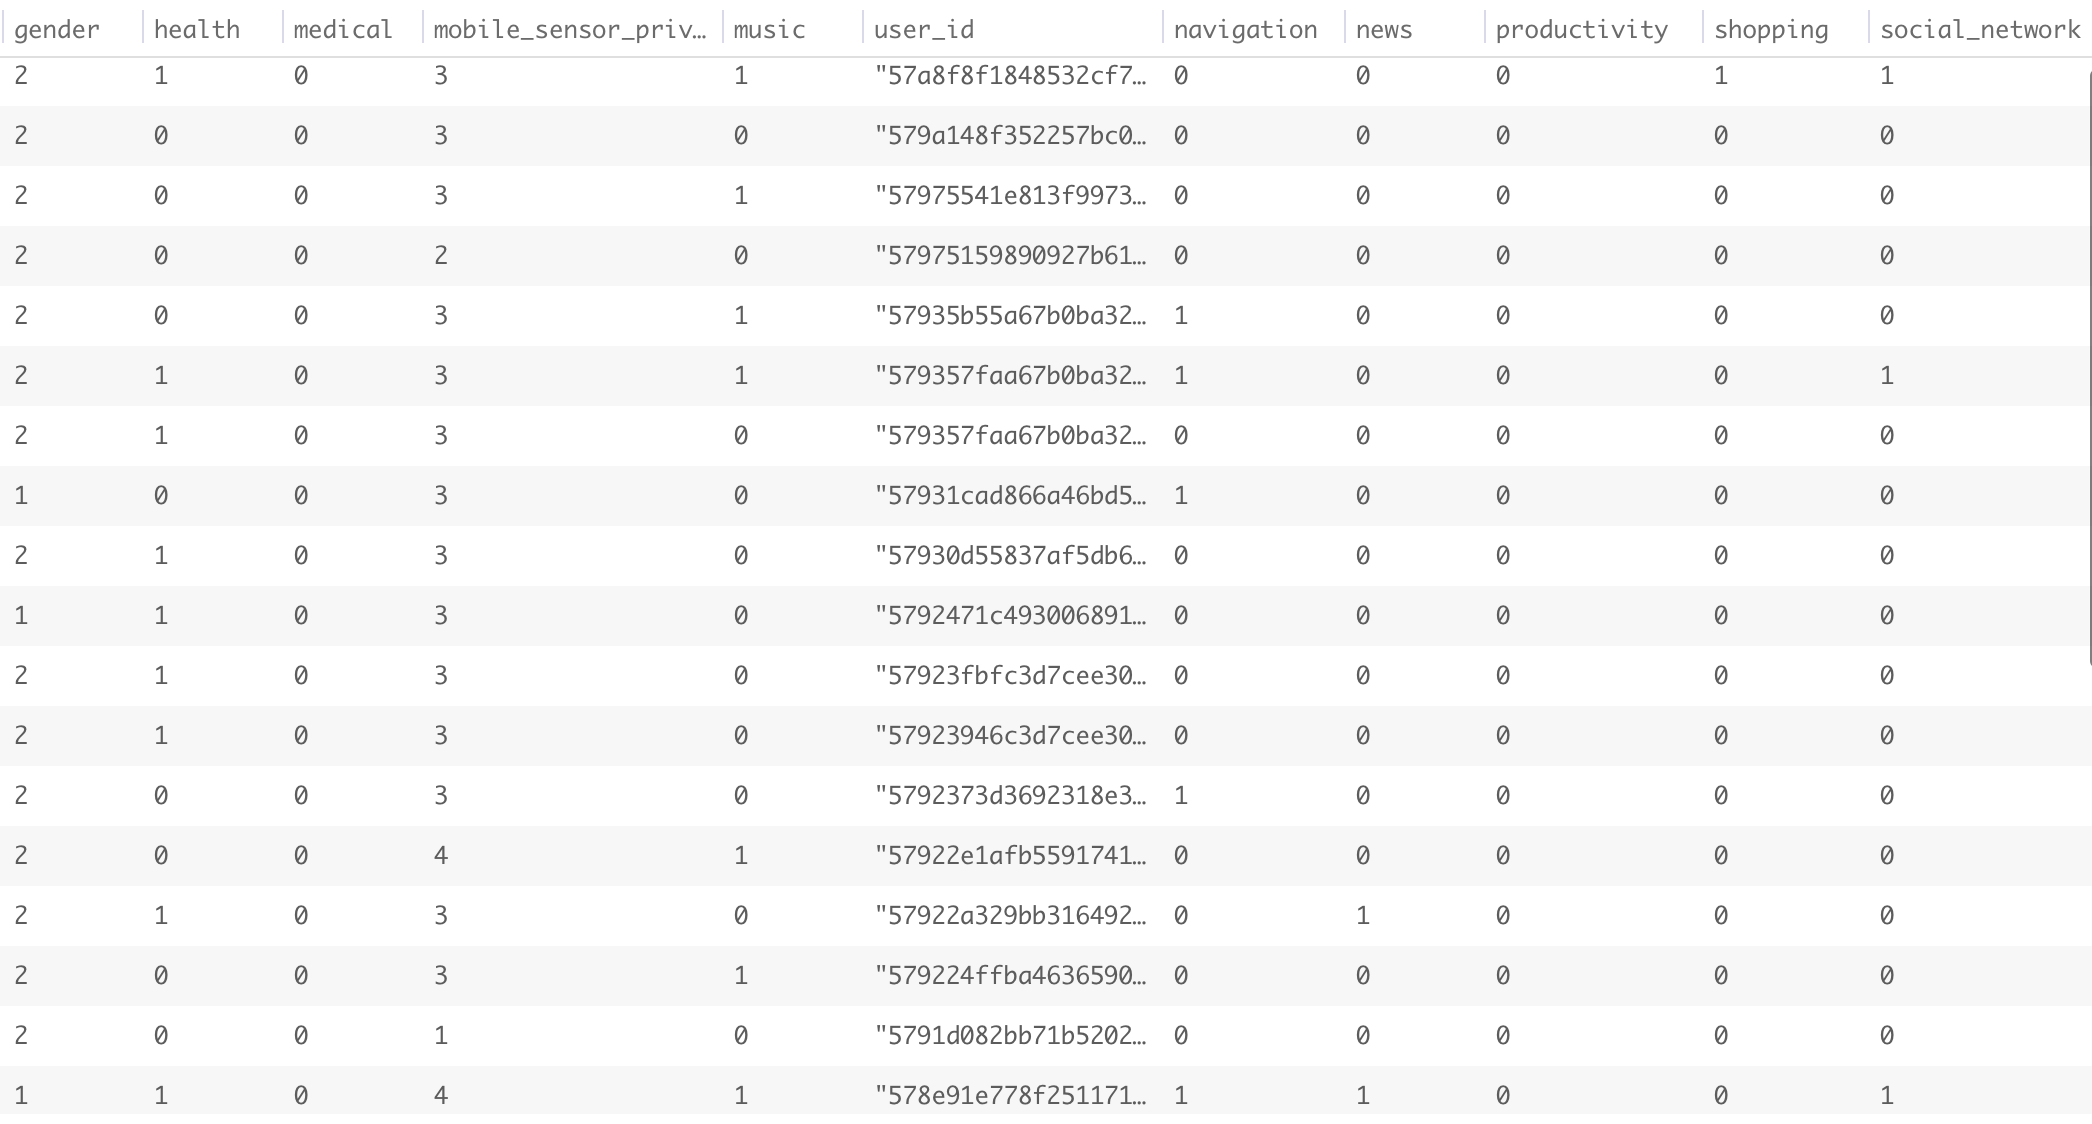 gender health medical mobile_sensor_priv… music user_id navigation news productivity shopping social_network
2 1 0 3 1 "57a8f8f1848532cf7… 0 0 0 1 1
2 0 0 3 0 "579a148f352257bc0… 0 0 0 0 0
2 0 0 3 1 "57975541e813f9973… 0 0 0 0 0
2 0 0 2 0 "57975159890927b61… 0 0 0 0 0
2 0 0 3 1 "57935b55a67b0ba32… 1 0 0 0 0
2 1 0 3 1 "579357faa67b0ba32… 1 0 0 0 1
2 1 0 3 0 "579357faa67b0ba32… 0 0 0 0 0
1 0 0 3 0 "57931cad866a46bd5… 1 0 0 0 0
2 1 0 3 0 "57930d55837af5db6… 0 0 0 0 0
1 1 0 3 0 "5792471c493006891… 0 0 0 0 0
2 1 0 3 0 "57923fbfc3d7cee30… 0 0 0 0 0
2 1 0 3 0 "57923946c3d7cee30… 0 0 0 0 0
2 0 0 3 0 "5792373d3692318e3… 1 0 0 0 0
2 0 0 4 1 "57922e1afb5591741… 0 0 0 0 0
2 1 0 3 0 "57922a329bb316492… 0 1 0 0 0
2 0 0 3 1 "579224ffba4636590… 0 0 0 0 0
2 0 0 1 0 "5791d082bb71b5202… 0 0 0 0 0
1 1 0 4 1 "578e91e778f251171… 1 1 0 0 1